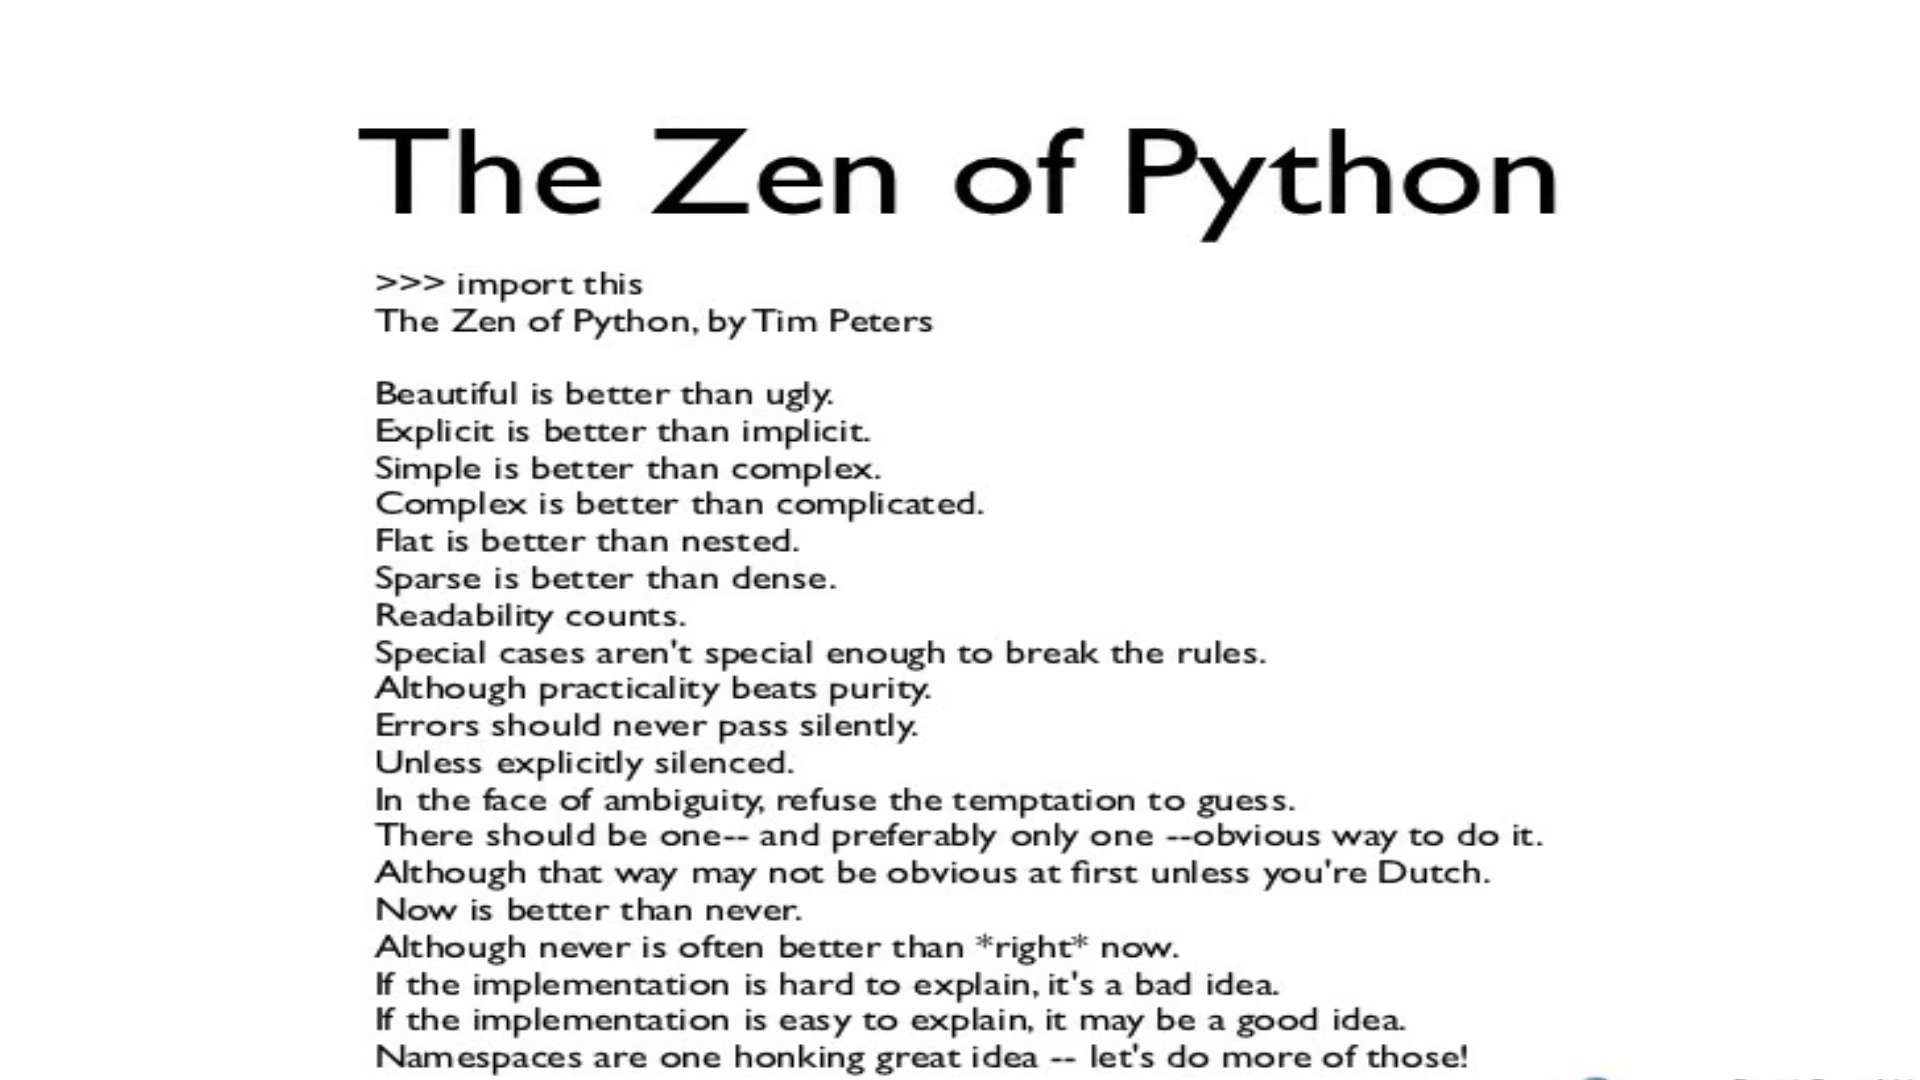 The Zen of Python
>>> import this
The Zen of Python, by Tim Peters
Beautiful is better than ugly.
Explicit is better than implicit.
Simple is better than complex.
Complex is better than complicated.
Flat is better than nested.
Sparse is better than dense.
Readability counts.
Special cases aren't special enough to break the rules.
Although practicality beats purity.
Errors should never pass silently.
Unless explicitly silenced.
In the face of ambiguity, refuse the temptation to guess.
There should be one-- and preferably only one --obvious way to do it.
Although that way may not be obvious at first unless you're Dutch.
Now is better than never.
Although never is often better than *right* now.
If the implementation is hard to explain, it's a bad idea.
If the implementation is easy to explain, it may be a good idea.
Namespaces are one honking great idea -- let's do more of those!